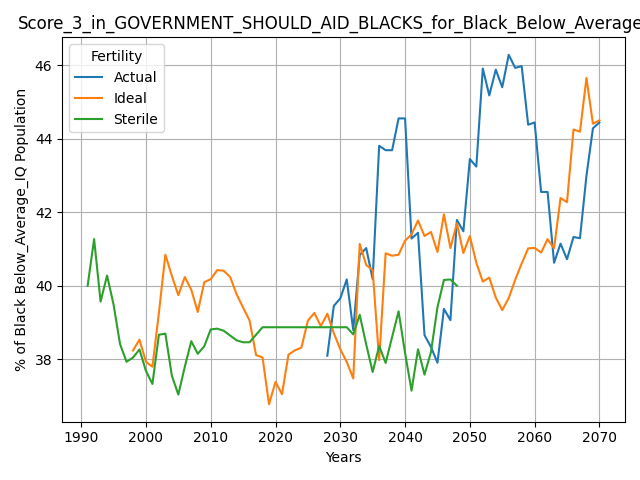 Score_3_in_GOVERNMENT_SHOULD_AID_BLACKS_for_Black_Below_Average
Fertility
Actual
Ideal
Sterile
% of Black Below_Average_IQ Population
46
44
42
40
38
1990 2000 2010 2020 2030 2040 2050 2060 2070
Years